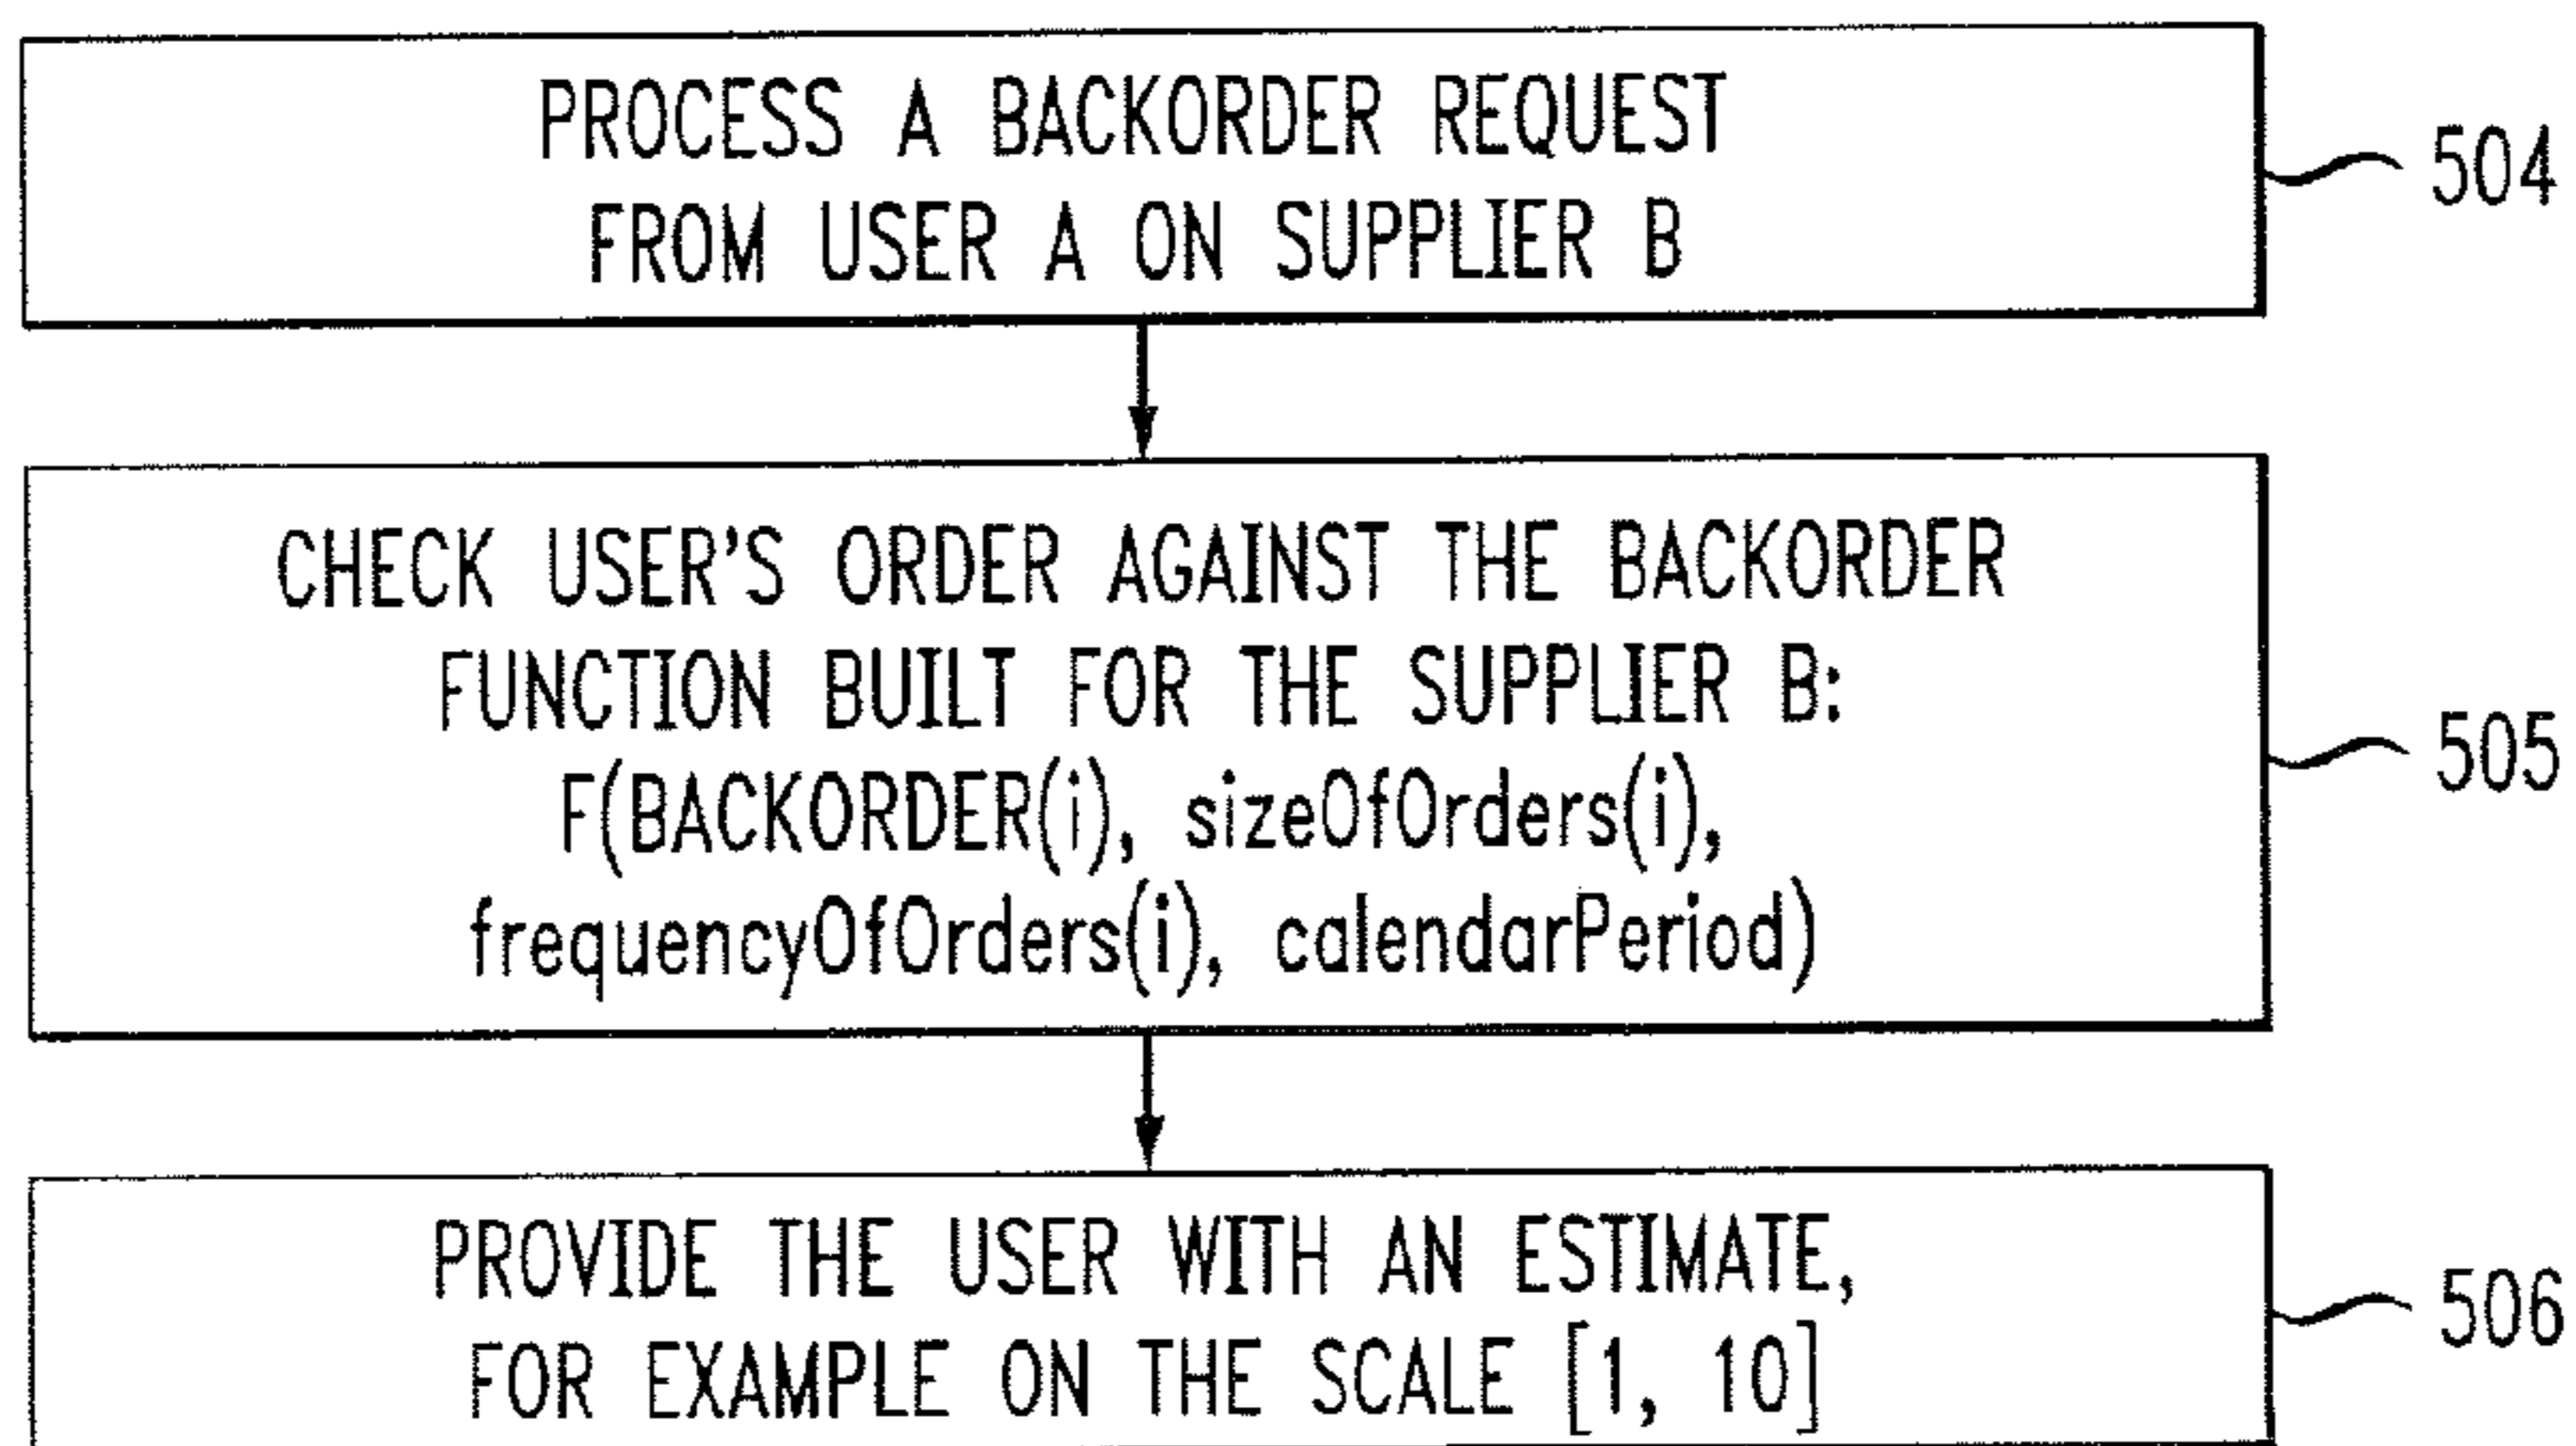 PROCESS A BACKORDER REQUEST
FROM USER A ON SUPPLIER B
504
CHECK USER'S ORDER AGAINST THE BACKORDER
FUNCTION BUILT FOR THE SUPPLIER B:
F(BACKORDER(i), sizeOfOrders(i),
frequencyOfOrders(i), calendarPeriod)
505
PROVIDE THE USER WITH AN ESTIMATE,
FOR EXAMPLE ON THE SCALE [1, 10]
506